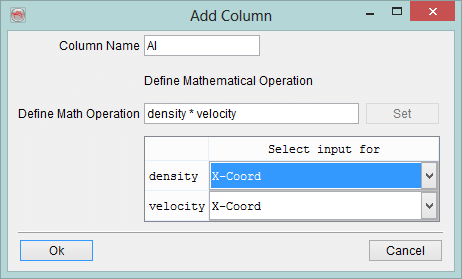 Add Column
Column Name AI
Define Mathematical Operation
Define Math Operation density * velocity Set
Select input for
density X-Coord
velocity X-Coord
Ok Cancel